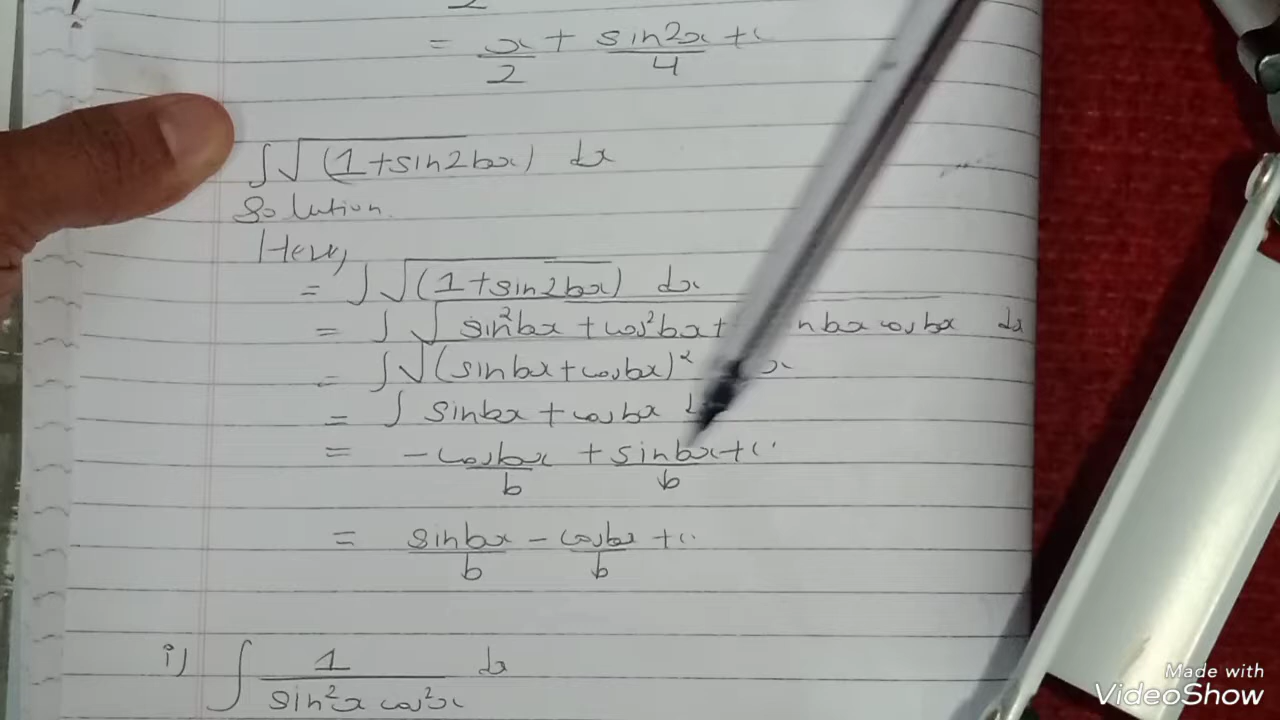 = x/2 + sin2x/4 + c
∫√(1+sin2bx) dx
Solution.
Here,
= ∫√(1+sin2bx) dx
= ∫√sin²bx + cos²bx + nbx cosbx dx
= ∫√(sinbx+cosbx)² x
= ∫ sinbx + cosbx d
= -cosbx/b + sinbx/b + c.
= sinbx/b - cosbx/b + c.
i) ∫ 1/sin²x cos²x dx
Made with
VideoShow